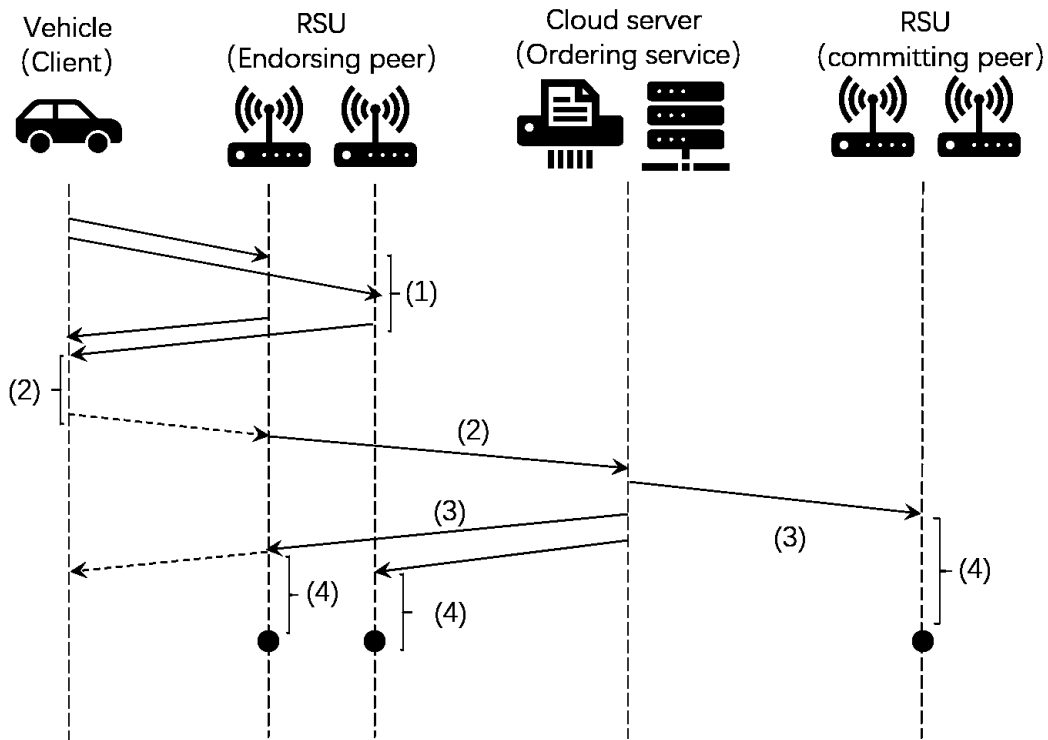 Vehicle
(Client)
RSU
(Endorsing peer)
Cloud server
(Ordering service)
RSU
(committing peer)
(1)
(2)
(2)
(3)
(3)
(4)
(4)
(4)